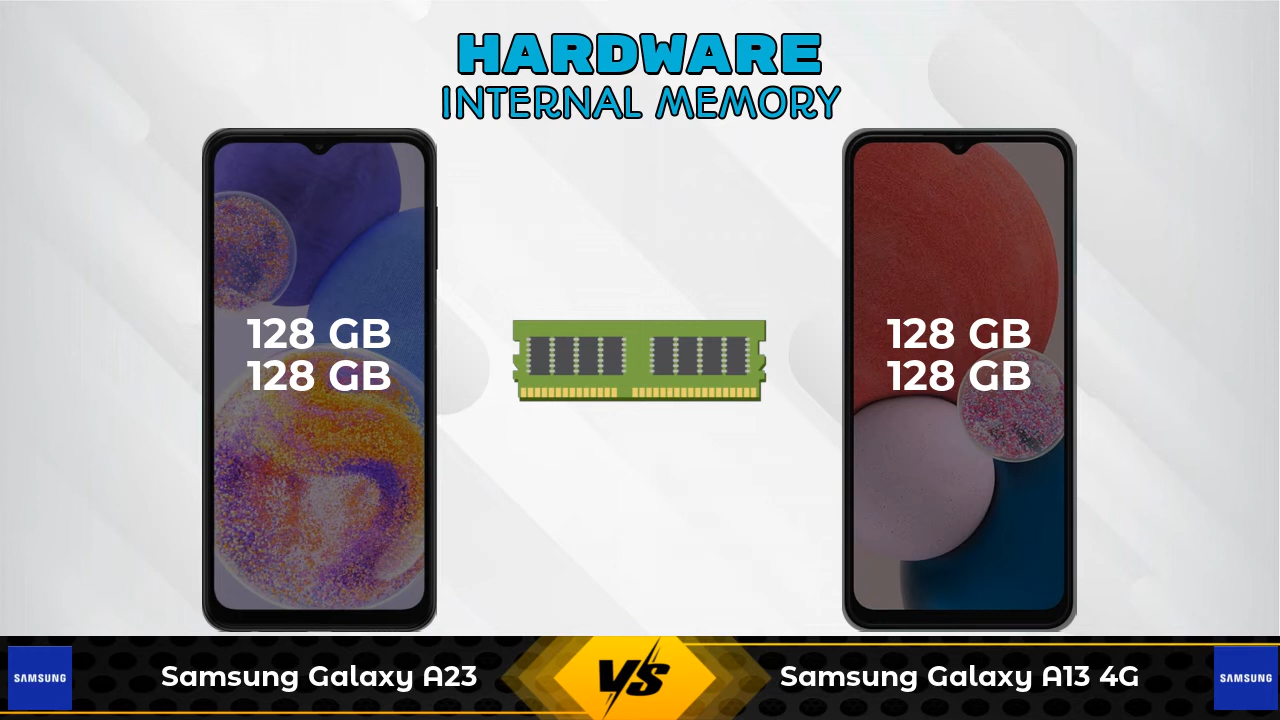 HARDWARE
INTERNAL MEMORY
128 GB
128 GB
128 GB
128 GB
SAMSUNG
Samsung Galaxy A23
VS
Samsung Galaxy A13 4G
SAMSUNG